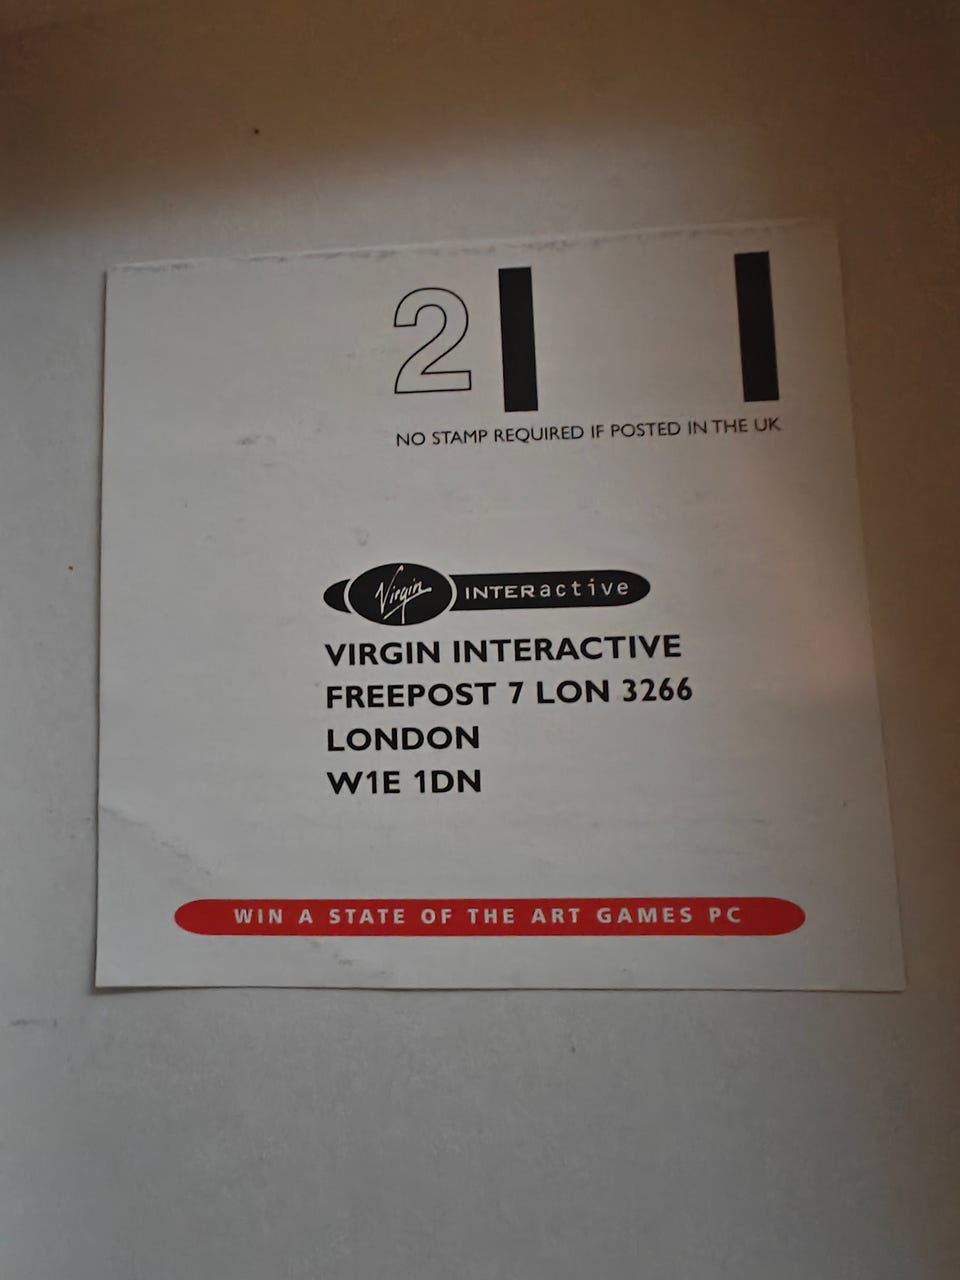 2
NO STAMP REQUIRED IF POSTED IN THE UK
Virgin INTERactive
VIRGIN INTERACTIVE
FREEPOST 7 LON 3266
LONDON
W1E 1DN
WIN A STATE OF THE ART GAMES PC